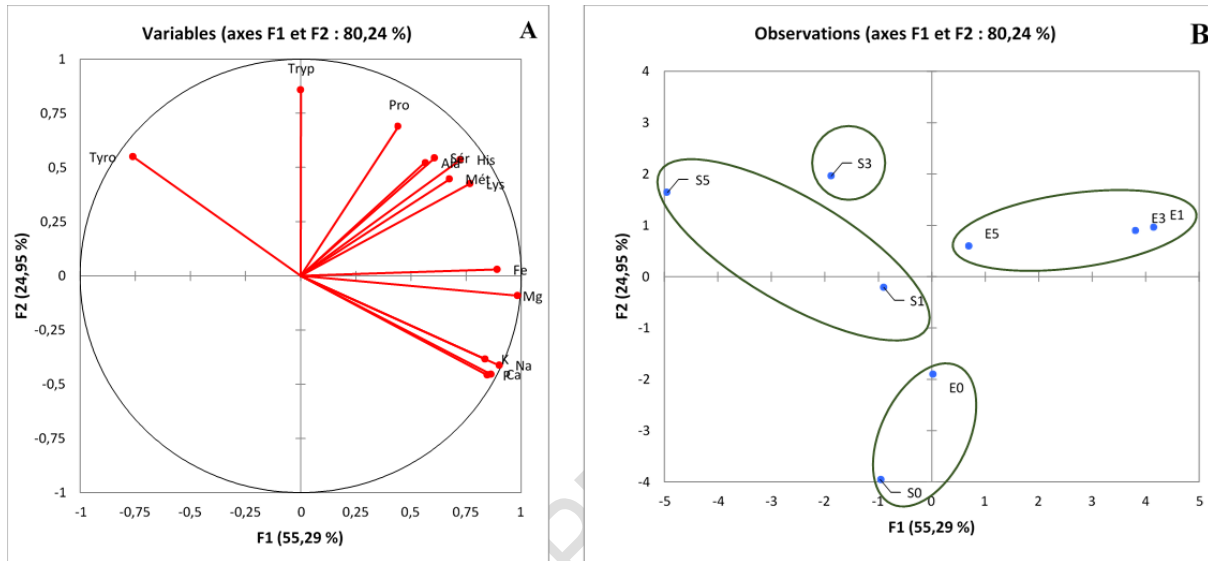 Variables (axes F1 et F2 : 80,24 %)
A
F2 (24,95 %)
1
0,75
0,5
0,25
0
-0,25
-0,5
-0,75
-1
Tryp
Pro
Tyro
Sér
His
Ala
Mét
Lys
Fe
Mg
K
Na
P
Ca
-1
-0,75
-0,5
-0,25
0
0,25
0,5
0,75
1
F1 (55,29 %)
Observations (axes F1 et F2 : 80,24 %)
B
F2 (24,95 %)
4
3
2
1
0
-1
-2
-3
-4
S3
S5
E3
E1
E5
S1
E0
S0
-5
-4
-3
-2
-1
0
1
2
3
4
5
F1 (55,29 %)